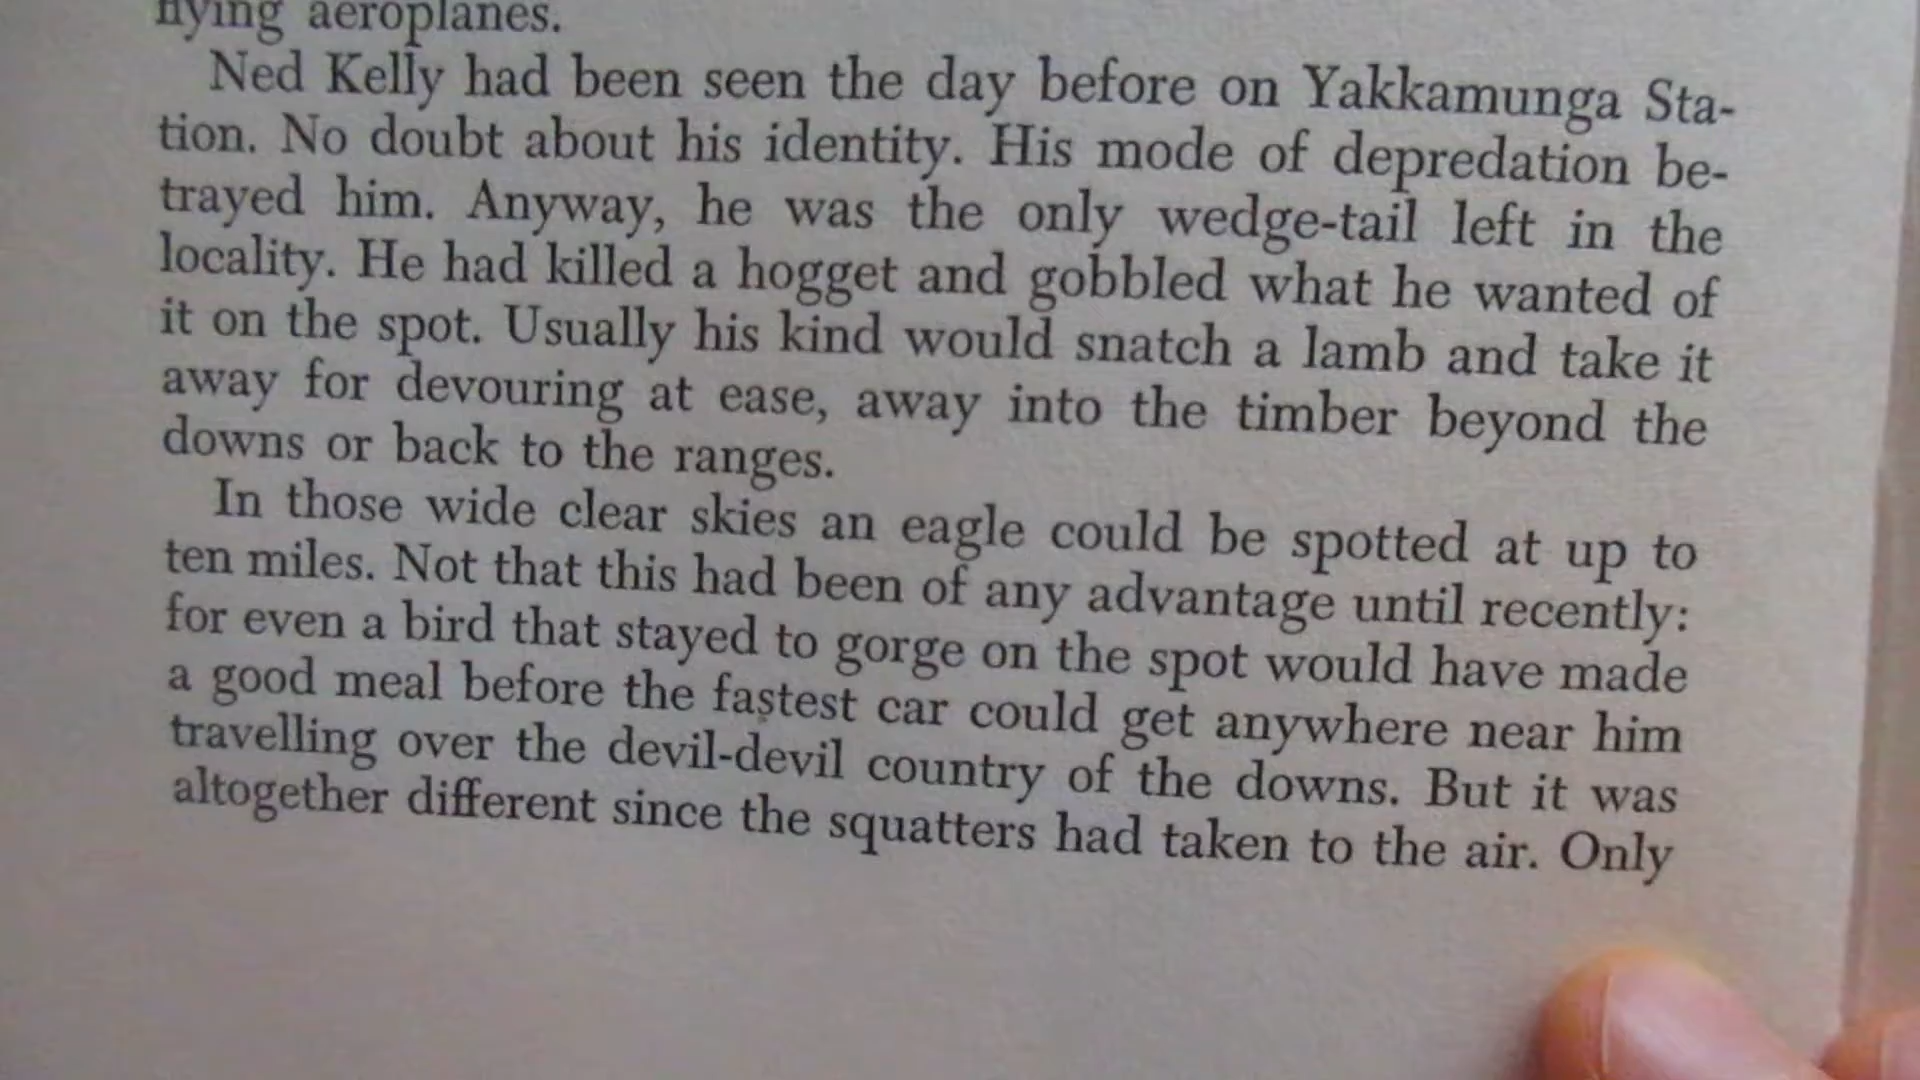 flying aeroplanes.
Ned Kelly had been seen the day before on Yakkamunga Sta-
tion. No doubt about his identity. His mode of depredation be-
trayed him. Anyway, he was the only wedge-tail left in the
locality. He had killed a hogget and gobbled what he wanted of
it on the spot. Usually his kind would snatch a lamb and take it
away for devouring at ease, away into the timber beyond the
downs or back to the ranges.
In those wide clear skies an eagle could be spotted at up to
ten miles. Not that this had been of any advantage until recently:
for even a bird that stayed to gorge on the spot would have made
a good meal before the fastest car could get anywhere near him
travelling over the devil-devil country of the downs. But it was
altogether different since the squatters had taken to the air. Only